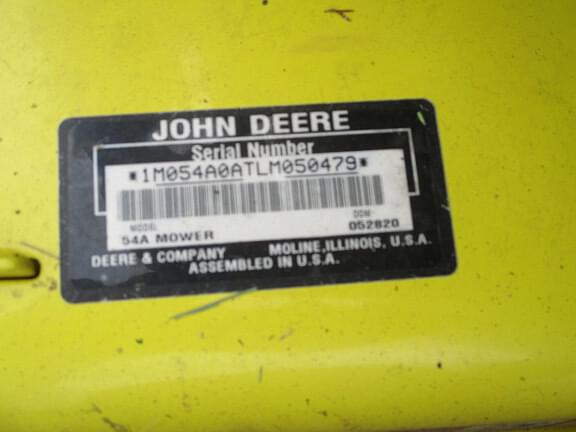 JOHN DEERE
Serial Number
*1M054A0ATLM050479*
MODEL DOM
54A MOWER 052820
DEERE & COMPANY MOLINE, ILLINOIS, U.S.A.
ASSEMBLED IN U.S.A.